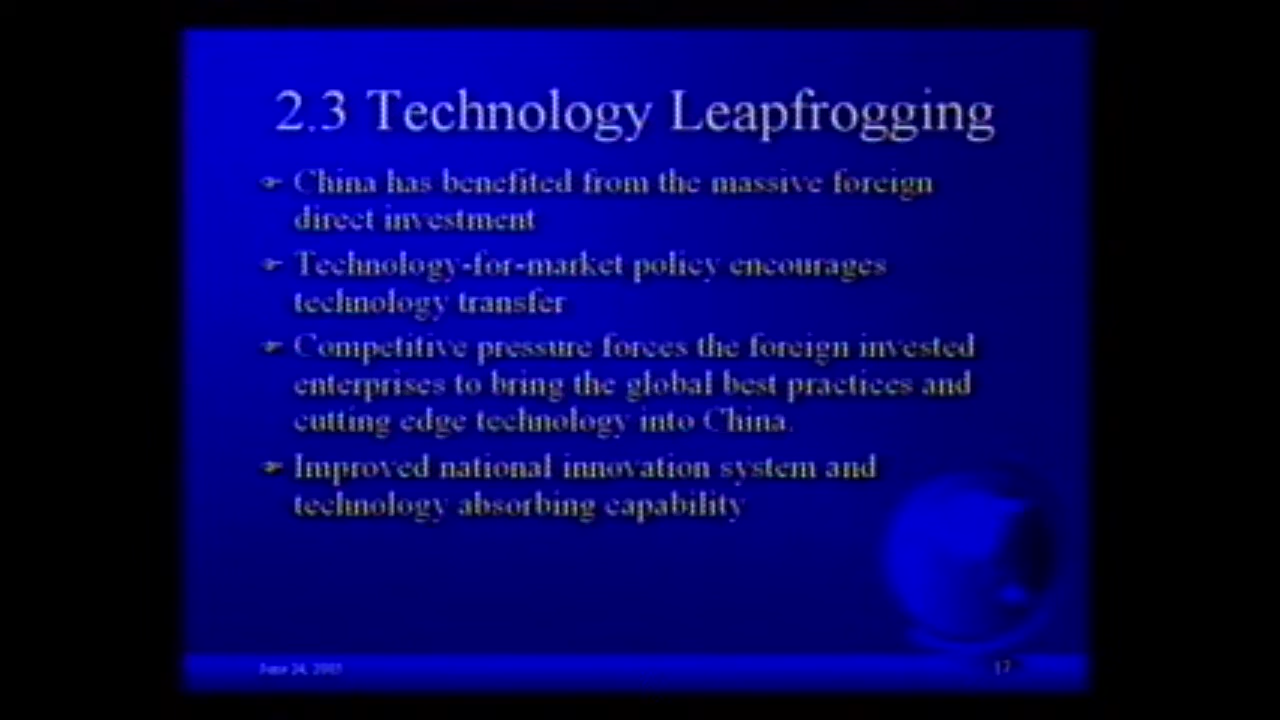 2.3 Technology Leapfrogging
China has benefited from the massive foreign
direct investment
Technology-for-market policy encourages
technology transfer
Competitive pressure forces the foreign invested
enterprises to bring the global best practices and
cutting edge technology into China.
Improved national innovation system and
technology absorbing capability
June 24,
17